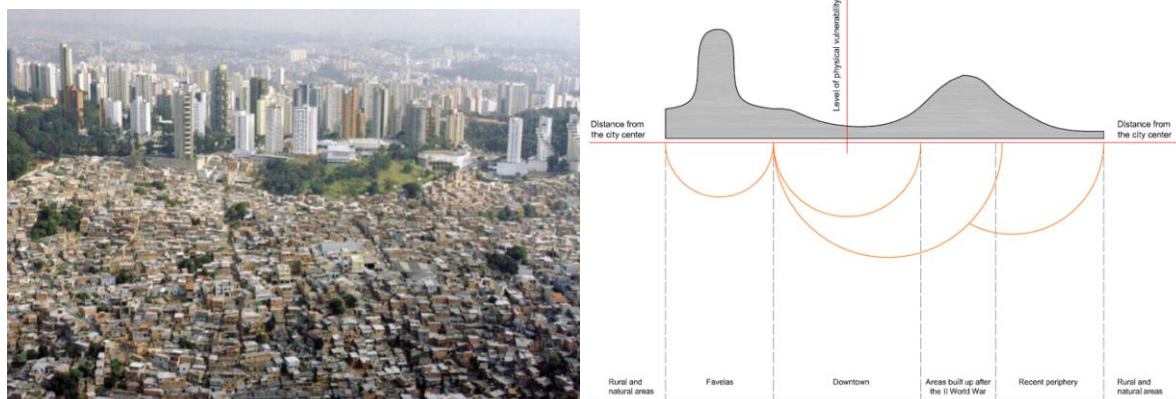 Level of physical vulnerability
Distance from
the city center
Distance from
the city center
Rural and
natural areas
Favelas
Downtown
Areas built up after
the II World War
Recent periphery
Rural and
natural areas